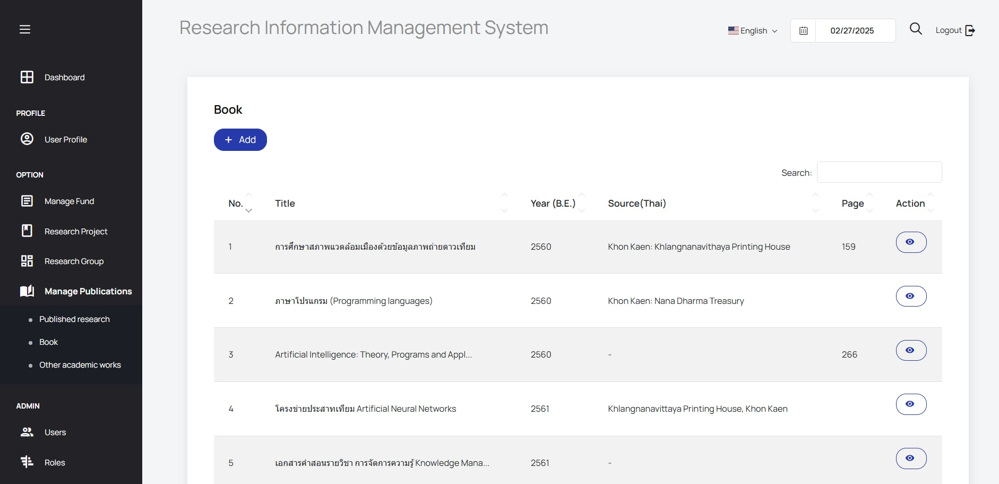 Research Information Management System
English
02/27/2025
Logout
Dashboard
PROFILE
User Profile
OPTION
Manage Fund
Research Project
Research Group
Manage Publications
Published research
Book
Other academic works
ADMIN
Users
Roles
Book
+ Add
Search:
No. Title Year (B.E.) Source(Thai) Page Action
1 การศึกษาสภาพแวดล้อมเมืองด้วยข้อมูลภาพถ่ายดาวเทียม 2560 Khon Kaen: Khlangnanavithaya Printing House 159
2 ภาษาโปรแกรม (Programming languages) 2560 Khon Kaen: Nana Dharma Treasury
3 Artificial Intelligence: Theory, Programs and Appl... 2560 - 266
4 โครงข่ายประสาทเทียม Artificial Neural Networks 2561 Khlangnanavittaya Printing House, Khon Kaen
5 เอกสารคำสอนรายวิชา การจัดการความรู้ Knowledge Mana... 2561 -